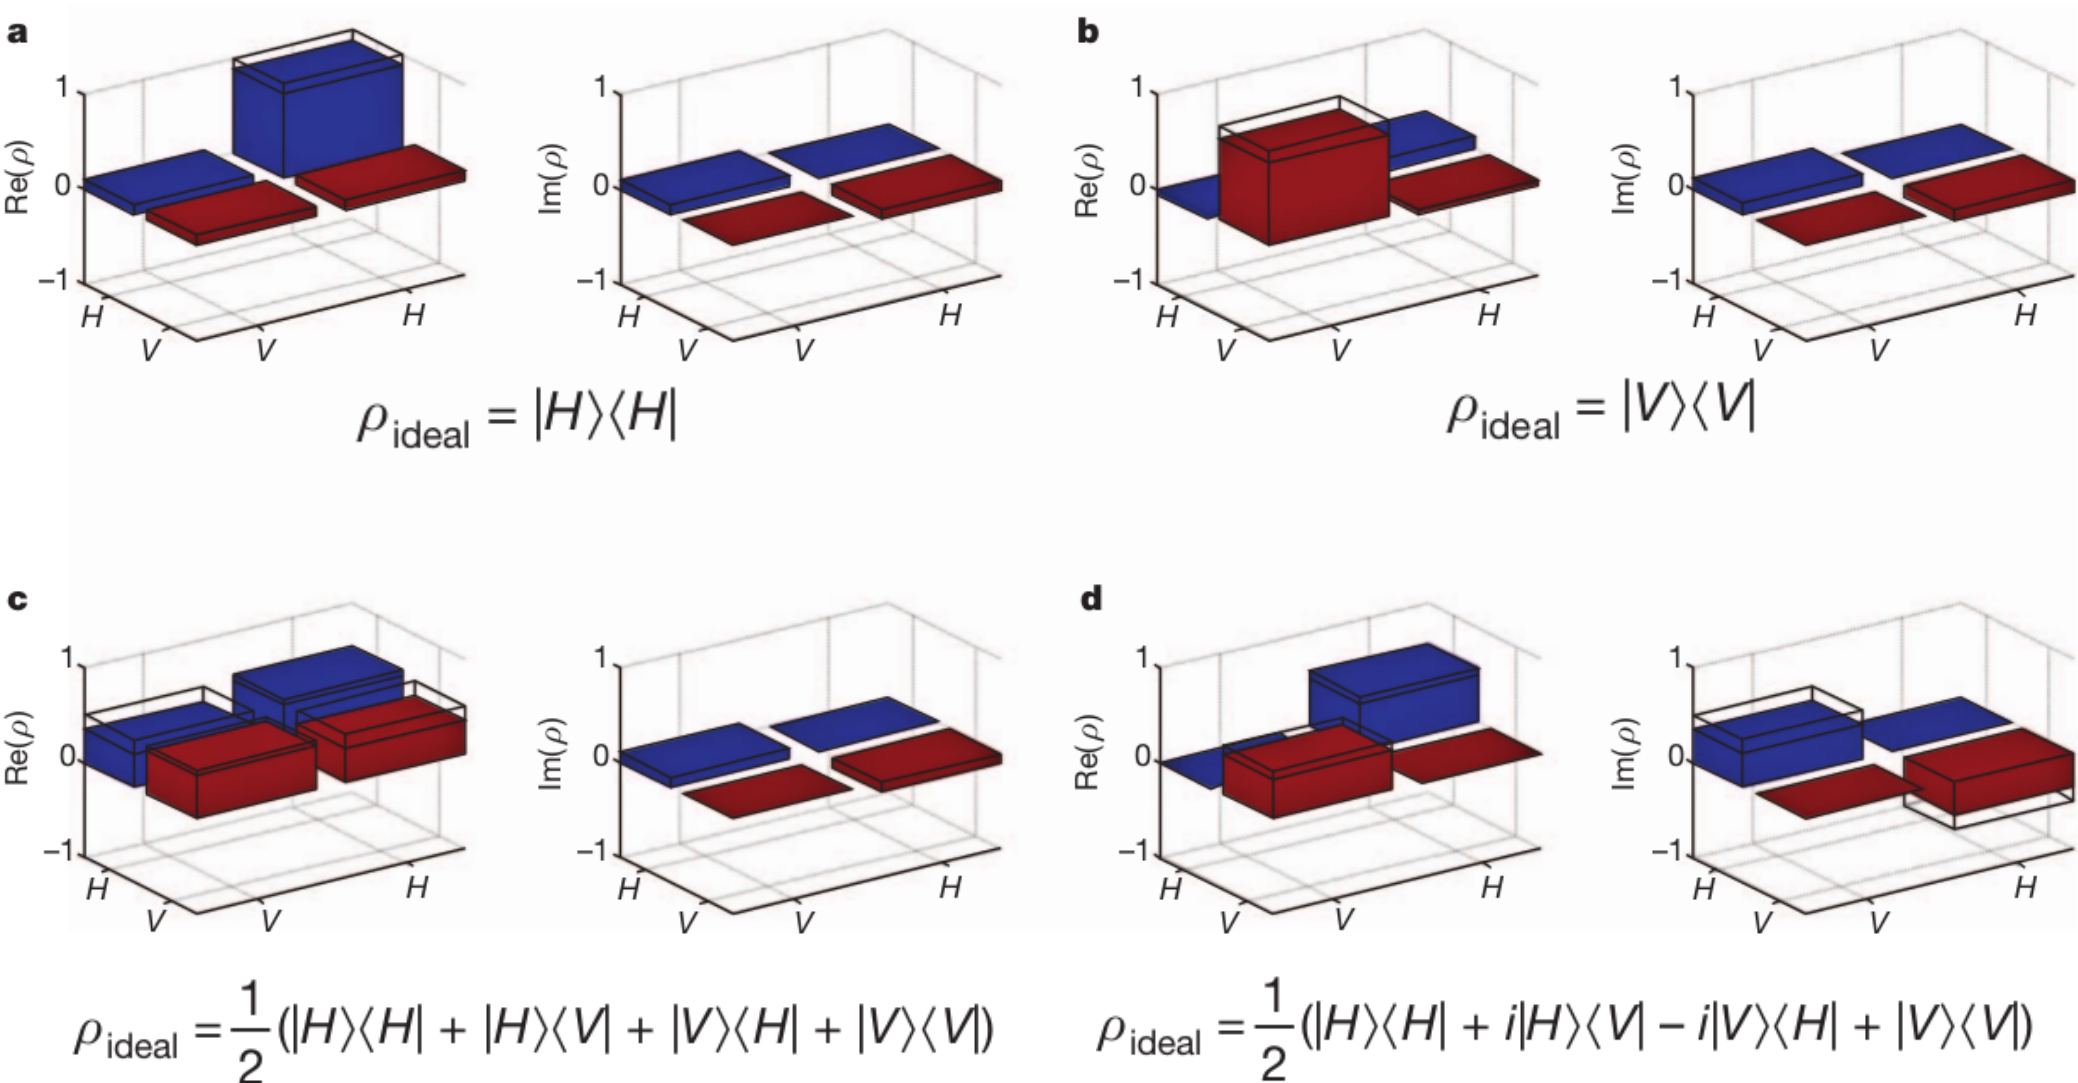 a
Re(ρ)
1
0
−1
H
V
V
H
Im(ρ)
1
0
−1
H
V
V
H
ρideal = |H⟩⟨H|
b
Re(ρ)
1
0
−1
H
V
V
H
Im(ρ)
1
0
−1
H
V
V
H
ρideal = |V⟩⟨V|
c
Re(ρ)
1
0
−1
H
V
V
H
Im(ρ)
1
0
−1
H
V
V
H
ρideal = 1/2 (|H⟩⟨H| + |H⟩⟨V| + |V⟩⟨H| + |V⟩⟨V|)
d
Re(ρ)
1
0
−1
H
V
V
H
Im(ρ)
1
0
−1
H
V
V
H
ρideal = 1/2 (|H⟩⟨H| + i|H⟩⟨V| − i|V⟩⟨H| + |V⟩⟨V|)